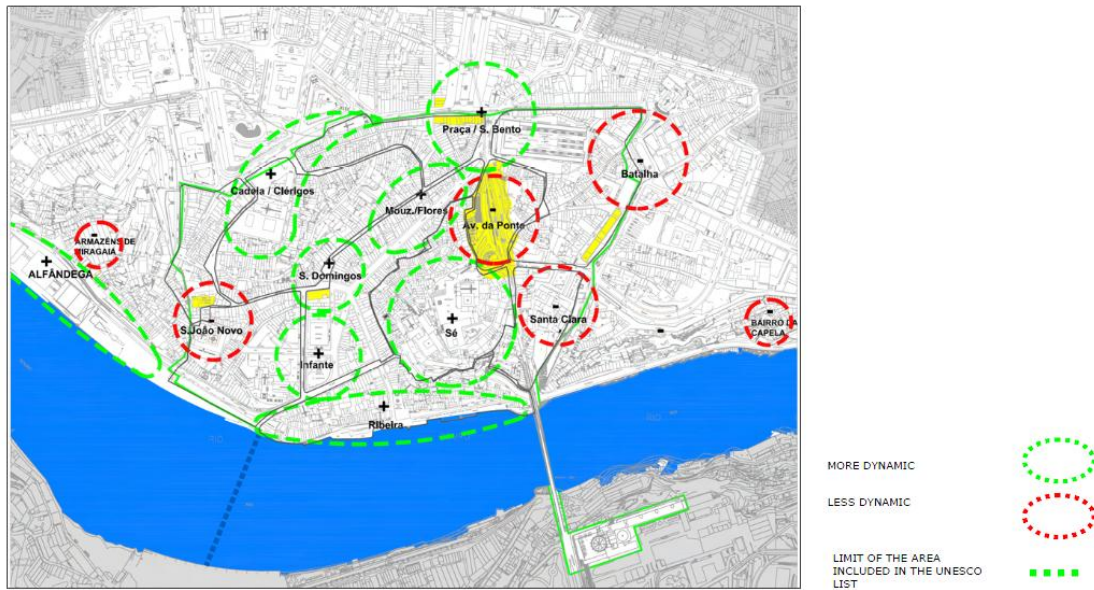 Praça / S. Bento
Batalha
Cadeia / Clérigos
Mouz./Flores
Av. da Ponte
ARMAZÉNS DE
MIRAGAIA
ALFÂNDEGA
S. Domingos
S.João Novo
Sé
Santa Clara
BAIRRO DA
CAPELA
Infante
Ribeira
RIO
MORE DYNAMIC
LESS DYNAMIC
LIMIT OF THE AREA
INCLUDED IN THE UNESCO
LIST